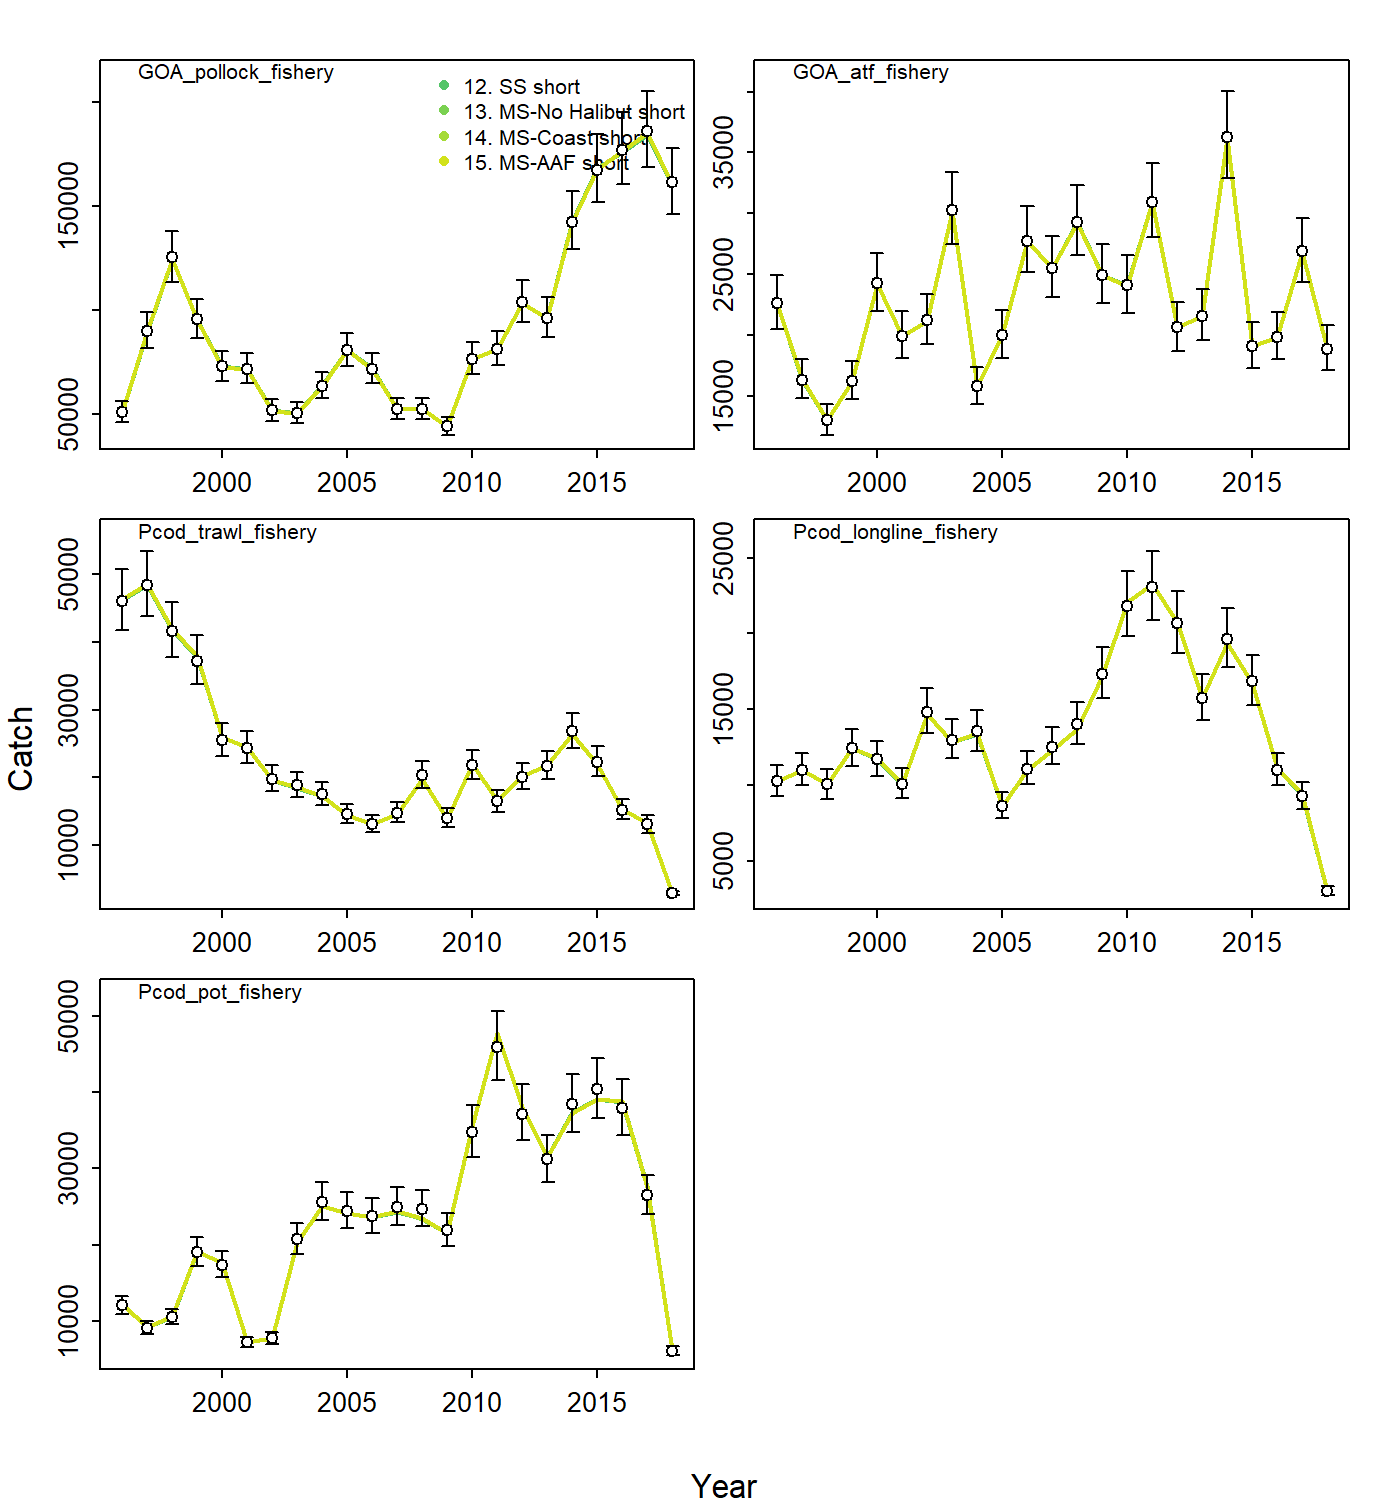 GOA_pollock_fishery
12. SS short
13. MS-No Halibut short
14. MS-Coast short
15. MS-AAF short
50000 150000
2000 2005 2010 2015
GOA_atf_fishery
15000 25000 35000
2000 2005 2010 2015
Pcod_trawl_fishery
10000 30000 50000
2000 2005 2010 2015
Pcod_longline_fishery
5000 15000 25000
2000 2005 2010 2015
Pcod_pot_fishery
10000 30000 50000
2000 2005 2010 2015
Catch
Year